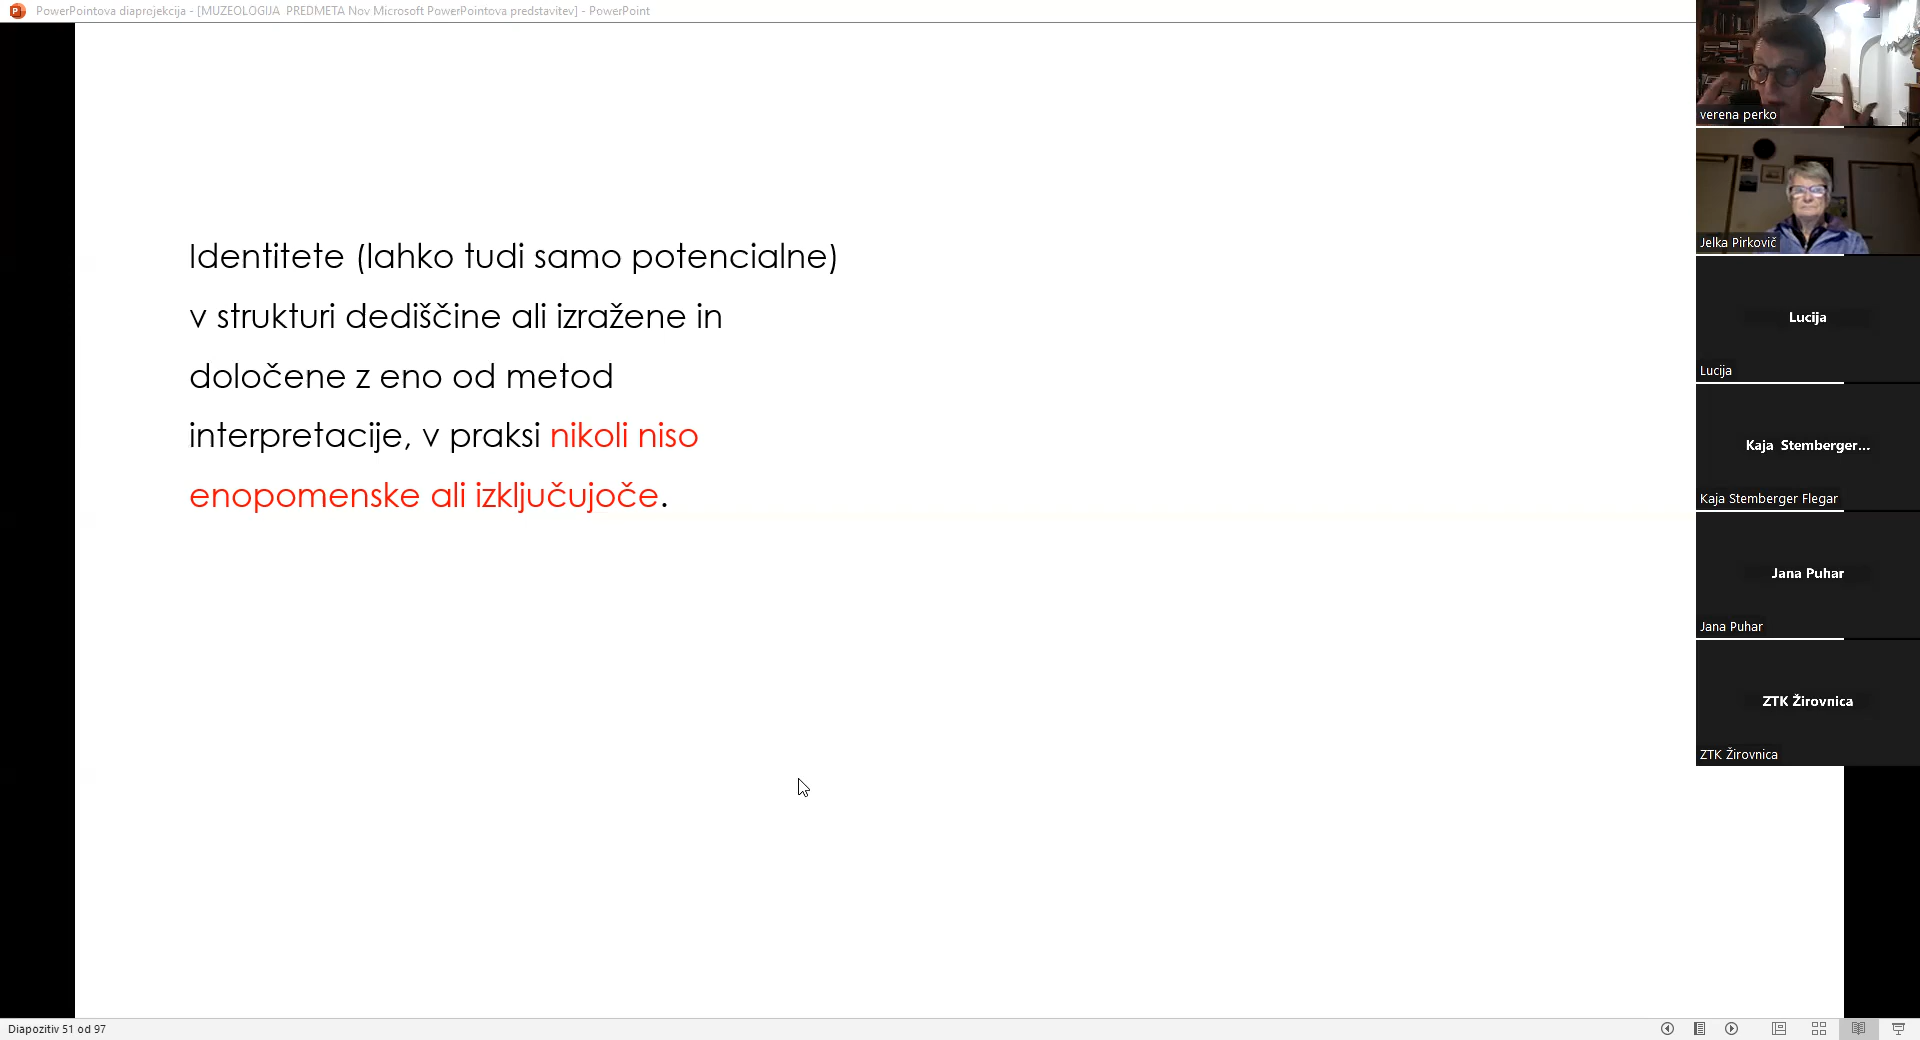 PowerPointova diaprojekcija - [MUZEOLOGIJA  PREDMETA Nov Microsoft PowerPointova predstavitev] - PowerPoint
Identitete (lahko tudi samo potencialne)
v strukturi dediščine ali izražene in
določene z eno od metod
interpretacije, v praksi nikoli niso
enopomenske ali izključujoče.
verena perko
Jelka Pirkovič
Lucija
Lucija
Kaja  Stemberger...
Kaja Stemberger Flegar
Jana Puhar
Jana Puhar
ZTK Žirovnica
ZTK Žirovnica
Diapozitiv 51 od 97